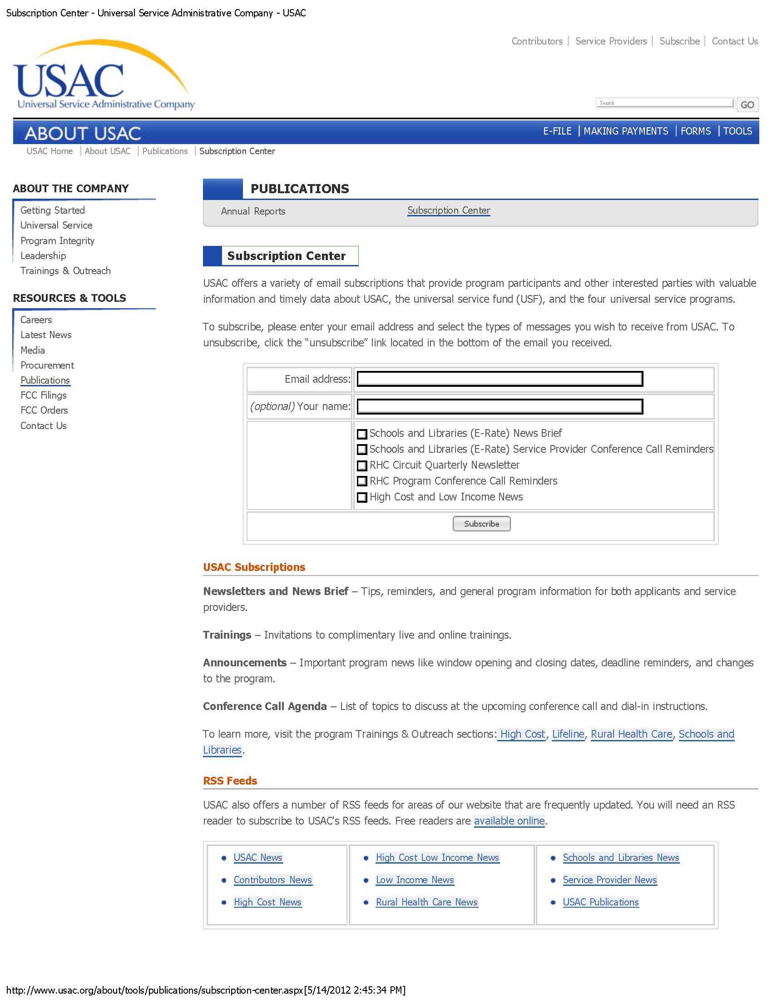 Subscription Center - Universal Service Administrative Company - USAC
Contributors | Service Providers | Subscribe | Contact Us
USAC
Universal Service Administrative Company
Search
GO
ABOUT USAC
E-FILE | MAKING PAYMENTS | FORMS | TOOLS
USAC Home | About USAC | Publications | Subscription Center
ABOUT THE COMPANY
Getting Started
Universal Service
Program Integrity
Leadership
Trainings & Outreach
RESOURCES & TOOLS
Careers
Latest News
Media
Procurement
Publications
FCC Filings
FCC Orders
Contact Us
PUBLICATIONS
Annual Reports
Subscription Center
Subscription Center
USAC offers a variety of email subscriptions that provide program participants and other interested parties with valuable
information and timely data about USAC, the universal service fund (USF), and the four universal service programs.
To subscribe, please enter your email address and select the types of messages you wish to receive from USAC. To
unsubscribe, click the “unsubscribe” link located in the bottom of the email you received.
Email address:
(optional) Your name:
Schools and Libraries (E-Rate) News Brief
Schools and Libraries (E-Rate) Service Provider Conference Call Reminders
RHC Circuit Quarterly Newsletter
RHC Program Conference Call Reminders
High Cost and Low Income News
Subscribe
USAC Subscriptions
Newsletters and News Brief – Tips, reminders, and general program information for both applicants and service
providers.
Trainings – Invitations to complimentary live and online trainings.
Announcements – Important program news like window opening and closing dates, deadline reminders, and changes
to the program.
Conference Call Agenda – List of topics to discuss at the upcoming conference call and dial-in instructions.
To learn more, visit the program Trainings & Outreach sections: High Cost, Lifeline, Rural Health Care, Schools and
Libraries.
RSS Feeds
USAC also offers a number of RSS feeds for areas of our website that are frequently updated. You will need an RSS
reader to subscribe to USAC's RSS feeds. Free readers are available online.
• USAC News
• Contributors News
• High Cost News
• High Cost Low Income News
• Low Income News
• Rural Health Care News
• Schools and Libraries News
• Service Provider News
• USAC Publications
http://www.usac.org/about/tools/publications/subscription-center.aspx[5/14/2012 2:45:34 PM]